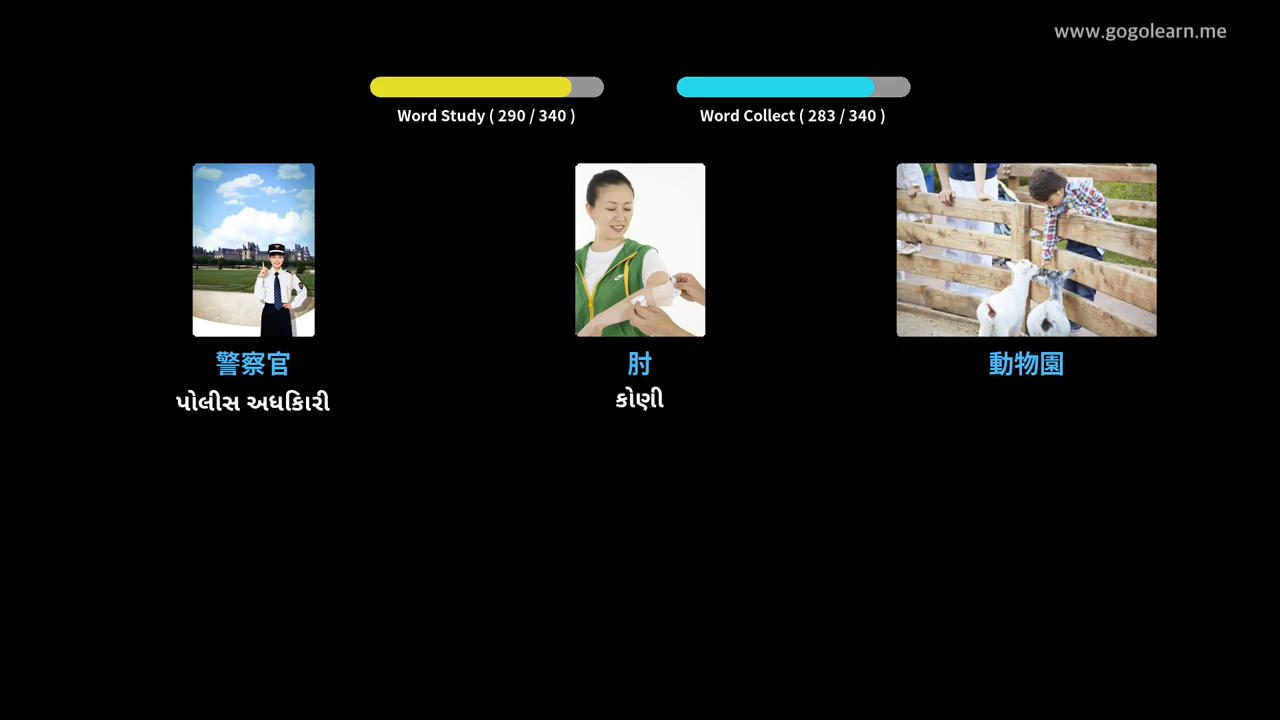 www.gogolearn.me
Word Study ( 290 / 340 )
Word Collect ( 283 / 340 )
警察官
肘
動物園
પોલીસ અધિકારી
કોણી